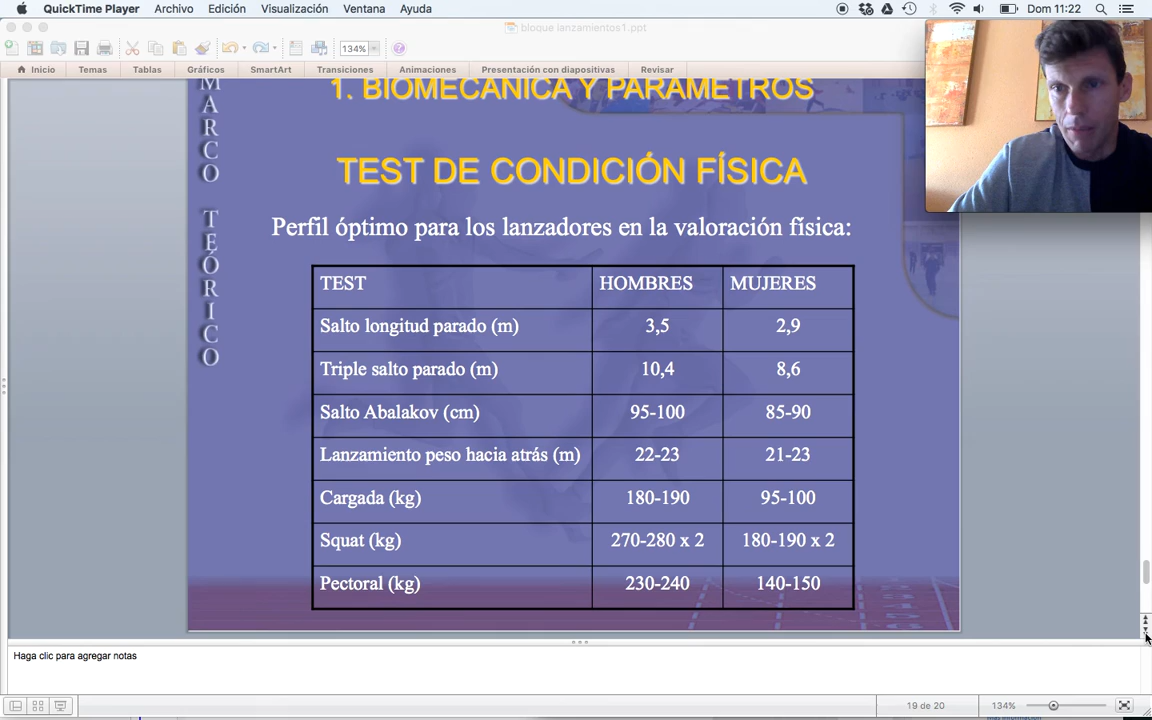 QuickTime Player Archivo Edición Visualización Ventana Ayuda Dom 11:22
bloque lanzamientos1.ppt
134%
Inicio Temas Tablas Gráficos SmartArt Transiciones Animaciones Presentación con diapositivas Revisar
MARCO TEÓRICO
1. BIOMECÁNICA Y PARÁMETROS
TEST DE CONDICIÓN FÍSICA
Perfil óptimo para los lanzadores en la valoración física:
TEST HOMBRES MUJERES
Salto longitud parado (m) 3,5 2,9
Triple salto parado (m) 10,4 8,6
Salto Abalakov (cm) 95-100 85-90
Lanzamiento peso hacia atrás (m) 22-23 21-23
Cargada (kg) 180-190 95-100
Squat (kg) 270-280 x 2 180-190 x 2
Pectoral (kg) 230-240 140-150
Haga clic para agregar notas
19 de 20 134%